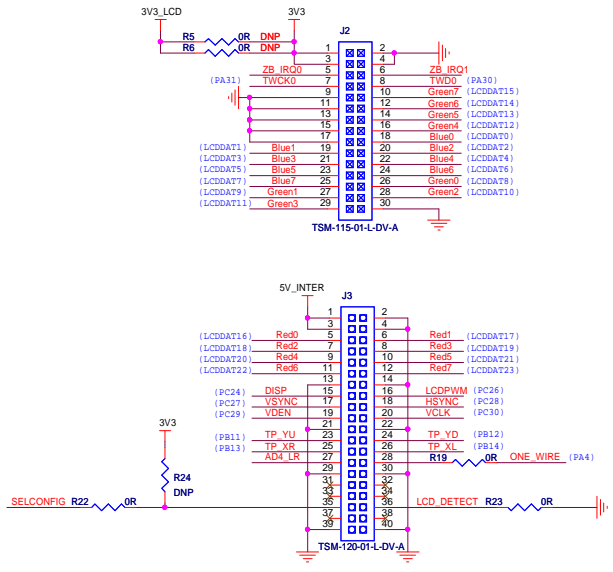 3V3_LCD 3V3
R5 0R DNP J2
R6 0R DNP 1 2
3 4
ZB_IRQ0 5 6 ZB_IRQ1
(PA31) TWCK0 7 8 TWD0 (PA30)
9 10 Green7 (LCDDAT15)
11 12 Green6 (LCDDAT14)
13 14 Green5 (LCDDAT13)
15 16 Green4 (LCDDAT12)
17 18 Blue0 (LCDDAT0)
(LCDDAT1) Blue1 19 20 Blue2 (LCDDAT2)
(LCDDAT3) Blue3 21 22 Blue4 (LCDDAT4)
(LCDDAT5) Blue5 23 24 Blue6 (LCDDAT6)
(LCDDAT7) Blue7 25 26 Green0 (LCDDAT8)
(LCDDAT9) Green1 27 28 Green2 (LCDDAT10)
(LCDDAT11) Green3 29 30
TSM-115-01-L-DV-A
5V_INTER
J3
1 2
3 4
(LCDDAT16) Red0 5 6 Red1 (LCDDAT17)
(LCDDAT18) Red2 7 8 Red3 (LCDDAT19)
(LCDDAT20) Red4 9 10 Red5 (LCDDAT21)
(LCDDAT22) Red6 11 12 Red7 (LCDDAT23)
13 14
(PC24) DISP 15 16 LCDPWM (PC26)
(PC27) VSYNC 17 18 HSYNC (PC28)
(PC29) VDEN 19 20 VCLK (PC30)
3V3 21 22
(PB11) TP_YU 23 24 TP_YD (PB12)
(PB13) TP_XR 25 26 TP_XL (PB14)
AD4_LR 27 28 R19 0R ONE_WIRE (PA4)
R24 29 30
DNP 31 32
33 34
SELCONFIG R22 0R 35 36 LCD_DETECT R23 0R
37 38
39 40
TSM-120-01-L-DV-A